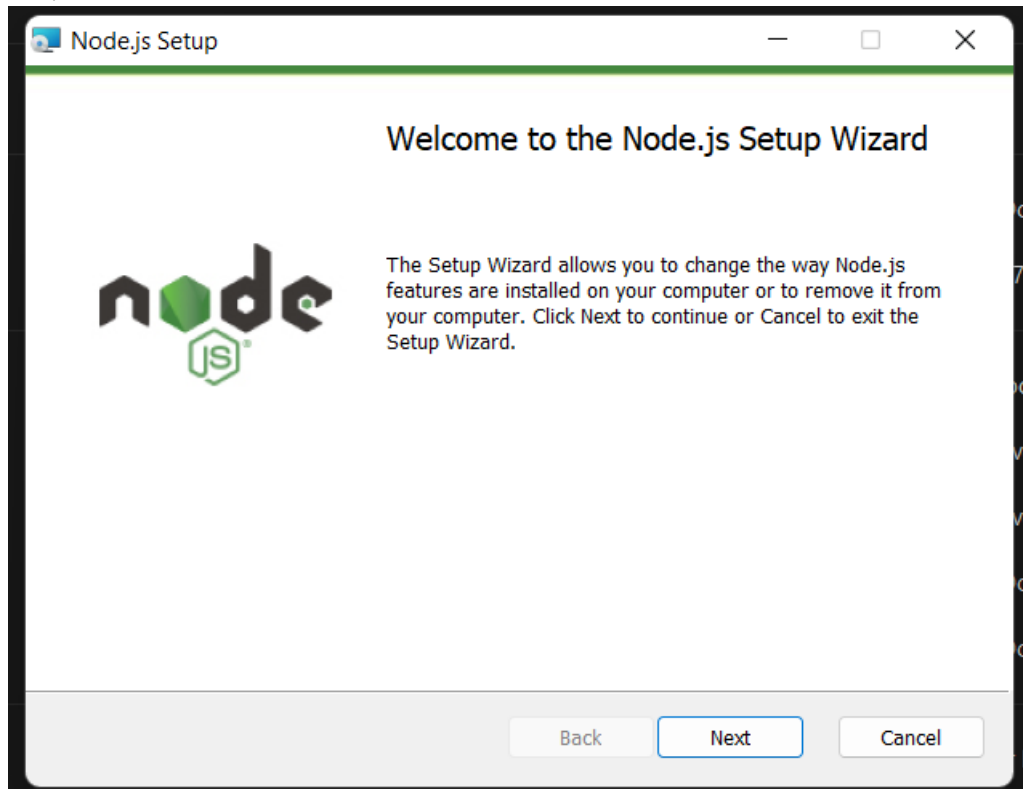 Node.js Setup
Welcome to the Node.js Setup Wizard
node
JS®
The Setup Wizard allows you to change the way Node.js
features are installed on your computer or to remove it from
your computer. Click Next to continue or Cancel to exit the
Setup Wizard.
Back Next Cancel